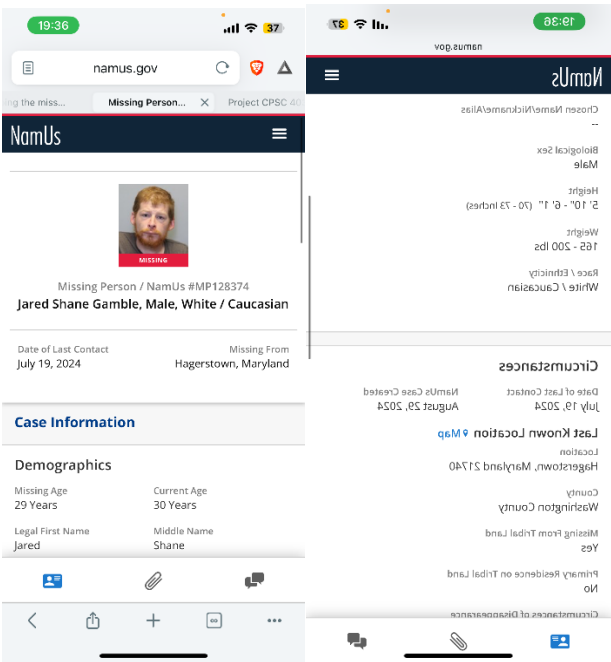 19:36
37
namus.gov
ng the miss...
Missing Person...
Project CPSC 40
NamUs
MISSING
Missing Person / NamUs #MP128374
Jared Shane Gamble, Male, White / Caucasian
Date of Last Contact
Missing From
July 19, 2024
Hagerstown, Maryland
Case Information
Demographics
Missing Age
Current Age
29 Years
30 Years
Legal First Name
Middle Name
Jared
Shane
19:36
37
namus.gov
NamUs
Chosen Name/Nickname/Alias
--
Biological Sex
Male
Height
5' 10" - 6' 1" (70 - 73 Inches)
Weight
165 - 200 lbs
Race / Ethnicity
White / Caucasian
Circumstances
Date of Last Contact
NamUs Case Created
July 19, 2024
August 29, 2024
Last Known Location Map
Location
Hagerstown, Maryland 21740
County
Washington County
Missing From Tribal Land
Yes
Primary Residence on Tribal Land
No
Circumstances of Disappearance